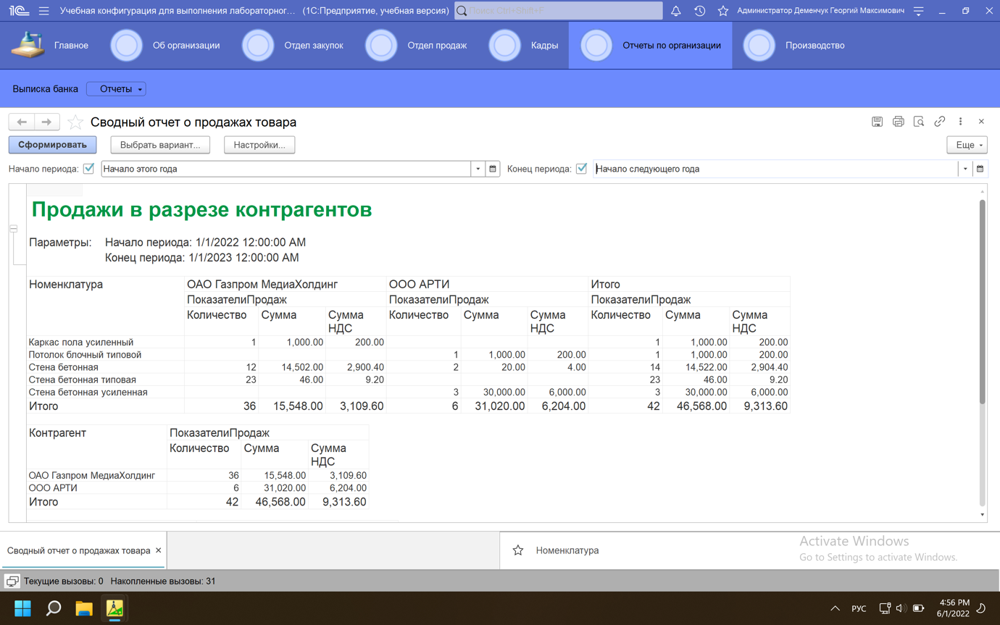 1С Учебная конфигурация для выполнения лабораторног... (1С:Предприятие, учебная версия) Поиск Ctrl+Shift+F Администратор Деменчук Георгий Максимович
Главное Об организации Отдел закупок Отдел продаж Кадры Отчеты по организации Производство
Выписка банка Отчеты
Сводный отчет о продажах товара
Сформировать Выбрать вариант... Настройки... Еще
Начало периода: Начало этого года Конец периода: Начало следующего года
Продажи в разрезе контрагентов
Параметры: Начало периода: 1/1/2022 12:00:00 AM
Конец периода: 1/1/2023 12:00:00 AM
Номенклатура ОАО Газпром МедиаХолдинг ООО АРТИ Итого
ПоказателиПродаж ПоказателиПродаж ПоказателиПродаж
Количество Сумма Сумма НДС Количество Сумма Сумма НДС Количество Сумма Сумма НДС
Каркас пола усиленный 1 1,000.00 200.00 1 1,000.00 200.00
Потолок блочный типовой 1 1,000.00 200.00 1 1,000.00 200.00
Стена бетонная 12 14,502.00 2,900.40 2 20.00 4.00 14 14,522.00 2,904.40
Стена бетонная типовая 23 46.00 9.20 23 46.00 9.20
Стена бетонная усиленная 3 30,000.00 6,000.00 3 30,000.00 6,000.00
Итого 36 15,548.00 3,109.60 6 31,020.00 6,204.00 42 46,568.00 9,313.60
Контрагент ПоказателиПродаж
Количество Сумма Сумма НДС
ОАО Газпром МедиаХолдинг 36 15,548.00 3,109.60
ООО АРТИ 6 31,020.00 6,204.00
Итого 42 46,568.00 9,313.60
Сводный отчет о продажах товара Номенклатура
Activate Windows
Go to Settings to activate Windows.
Текущие вызовы: 0 Накопленные вызовы: 31
РУС 4:56 PM
6/1/2022